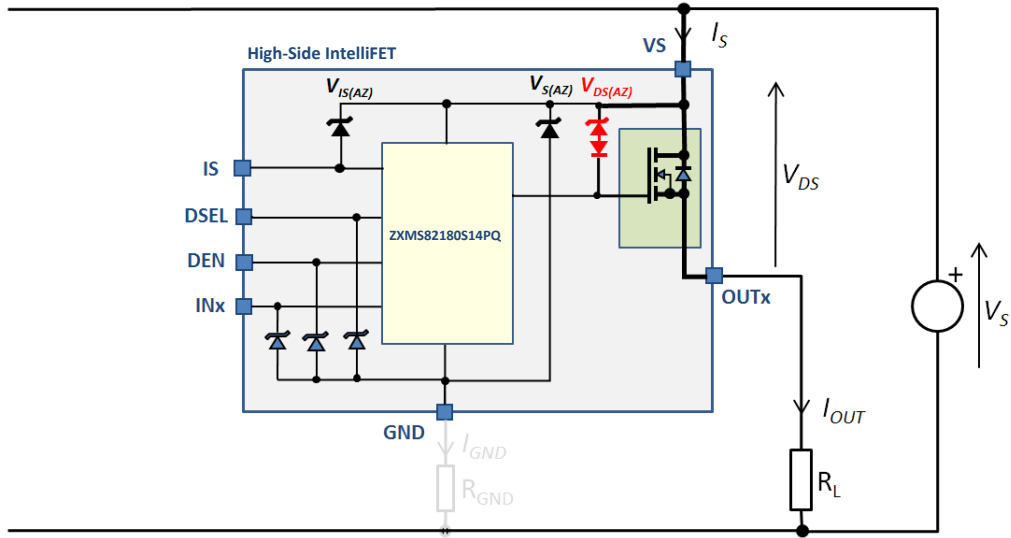 VS
I_S
High-Side IntelliFET
V_IS(AZ)
V_S(AZ)
V_DS(AZ)
IS
V_DS
DSEL
ZXMS82180S14PQ
DEN
INx
OUTx
+
V_S
GND
I_OUT
I_GND
R_GND
R_L